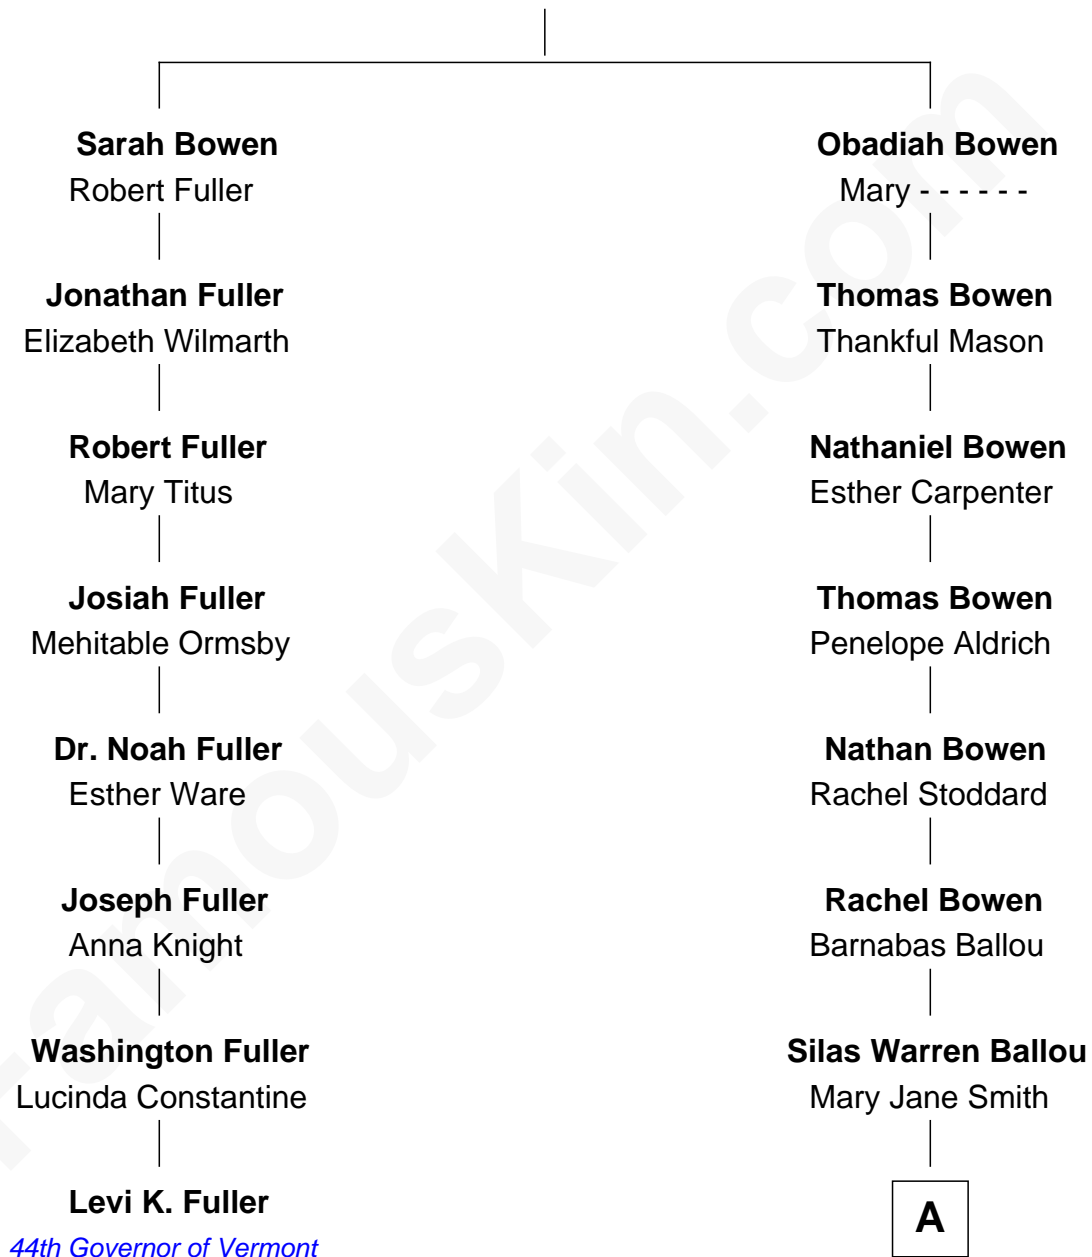 Sarah Bowen
Robert Fuller
Jonathan Fuller
Elizabeth Wilmarth
Robert Fuller
Mary Titus
Josiah Fuller
Mehitable Ormsby
Dr. Noah Fuller
Esther Ware
Joseph Fuller
Anna Knight
Washington Fuller
Lucinda Constantine
Levi K. Fuller
44th Governor of Vermont
Obadiah Bowen
Mary - - - - - -
Thomas Bowen
Thankful Mason
Nathaniel Bowen
Esther Carpenter
Thomas Bowen
Penelope Aldrich
Nathan Bowen
Rachel Stoddard
Rachel Bowen
Barnabas Ballou
Silas Warren Ballou
Mary Jane Smith
A
FamousKin.com